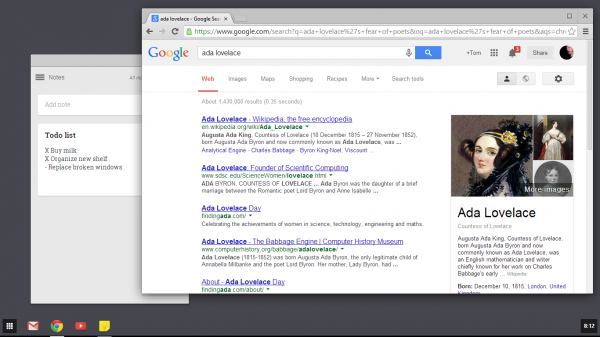 Notes
Add note
Todo list
X Buy milk
X Organize new shelf
- Replace broken windows
ada lovelace - Google Sea
https://www.google.com/search?q=ada+lovelace%27s+fear+of+poets&oq=ada+lovelace%27s+fear+of+poets&aqs=chr
Google
ada lovelace
+Tom
3
Share
Web Images Maps Shopping Recipes More Search tools
About 1,430,000 results (0.35 seconds)
Ada Lovelace - Wikipedia, the free encyclopedia
en.wikipedia.org/wiki/Ada_Lovelace
Augusta Ada King, Countess of Lovelace (10 December 1815 – 27 November 1852),
born Augusta Ada Byron and now commonly known as Ada Lovelace, was ...
Analytical Engine - Charles Babbage - Byron King-Noel, Viscount ...
Ada Lovelace: Founder of Scientific Computing
www.sdsc.edu/ScienceWomen/lovelace.html
ADA BYRON, COUNTESS OF LOVELACE ... Ada Byron was the daughter of a brief
marriage between the Romantic poet Lord Byron and Anne Isabelle ...
Ada Lovelace Day
findingada.com/
Celebrating the achievements of women in science, technology, engineering and maths.
Ada Lovelace - The Babbage Engine | Computer History Museum
www.computerhistory.org/babbage/adalovelace/
Ada Lovelace (1815-1852) was born Augusta Ada Byron, the only legitimate child of
Annabella Milbanke and the poet Lord Byron. Her mother, Lady Byron, had ...
About - Ada Lovelace Day
findingada.com/about/
More images
Ada Lovelace
Countess of Lovelace
Augusta Ada King, Countess of Lovelace,
born Augusta Ada Byron and now
commonly known as Ada Lovelace, was
an English mathematician and writer
chiefly known for her work on Charles
Babbage's early ... Wikipedia
Born: December 10, 1815, London, United
Kingdom
8:12